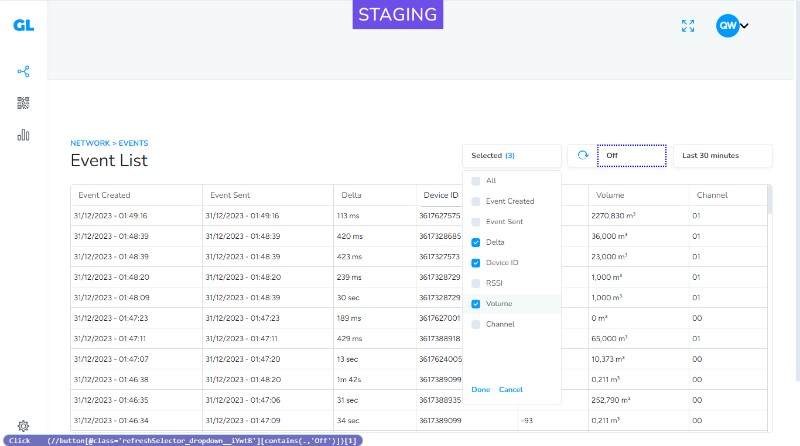 STAGING
GL
QW
NETWORK > EVENTS
Event List
Selected (3)
Off
Last 30 minutes
Event Created Event Sent Delta Device ID Volume Channel
31/12/2023 - 01:49:16 31/12/2023 - 01:49:16 113 ms 3617627575 2270,830 m³ 01
31/12/2023 - 01:48:39 31/12/2023 - 01:48:39 420 ms 3617328685 36,000 m³ 01
31/12/2023 - 01:48:39 31/12/2023 - 01:48:39 423 ms 3617327573 23,000 m³ 01
31/12/2023 - 01:48:20 31/12/2023 - 01:48:20 239 ms 3617328729 1,000 m³ 01
31/12/2023 - 01:48:09 31/12/2023 - 01:48:39 30 sec 3617328729 1,000 m³ 01
31/12/2023 - 01:47:23 31/12/2023 - 01:47:23 189 ms 3617627001 0 m³ 00
31/12/2023 - 01:47:11 31/12/2023 - 01:47:11 429 ms 3617388918 65,000 m³ 01
31/12/2023 - 01:47:07 31/12/2023 - 01:47:20 13 sec 3617624005 10,373 m³ 00
31/12/2023 - 01:46:38 31/12/2023 - 01:48:20 1m 42s 3617389099 0,211 m³ 00
31/12/2023 - 01:46:35 31/12/2023 - 01:47:06 31 sec 3617388935 252,790 m³ 00
31/12/2023 - 01:46:34 31/12/2023 - 01:47:09 34 sec 3617389099 -93 0,211 m³ 00
All
Event Created
Event Sent
Delta
Device ID
RSSI
Volume
Channel
Done Cancel
Click (//button[@class='refreshSelector_dropdown__iYwtB'][contains(.,'Off')])[1]